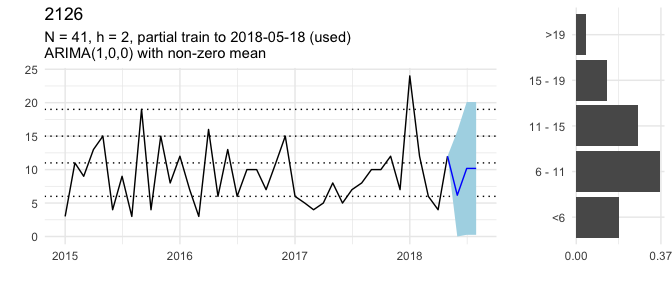 2126
N = 41, h = 2, partial train to 2018-05-18 (used)
ARIMA(1,0,0) with non-zero mean
25
20
15
10
5
0
2015 2016 2017 2018
>19
15 - 19
11 - 15
6 - 11
<6
0.00 0.37